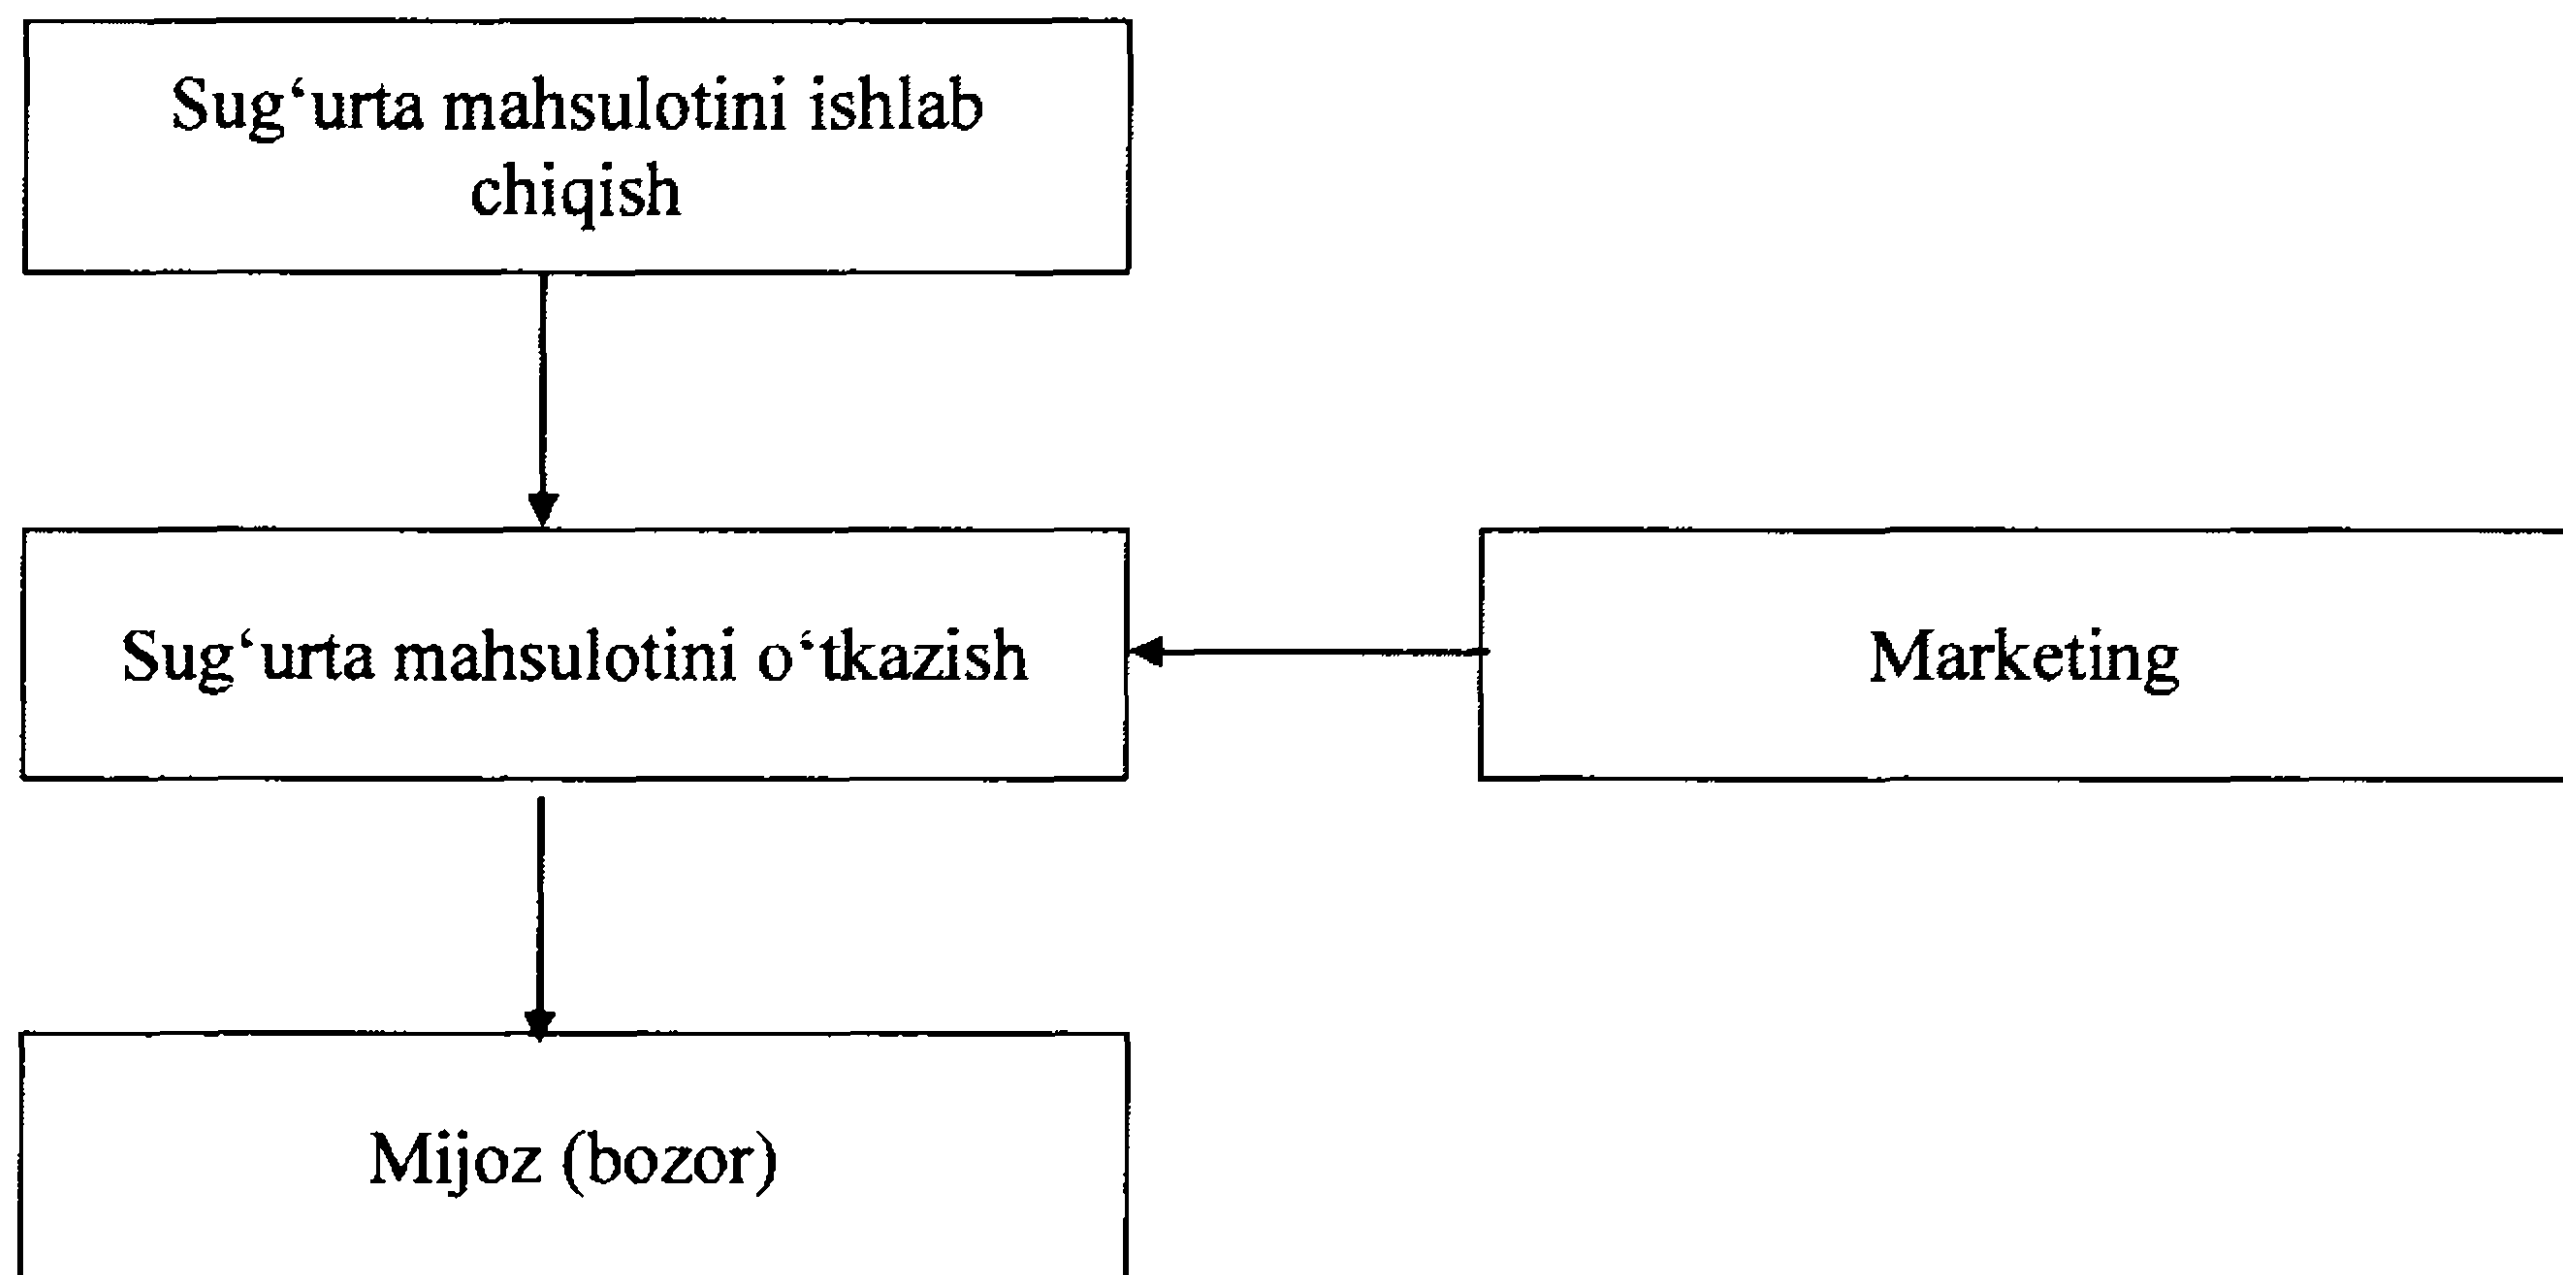 Sug‘urta mahsulotini ishlab
chiqish
Sug‘urta mahsulotini o‘tkazish
Marketing
Mijoz (bozor)